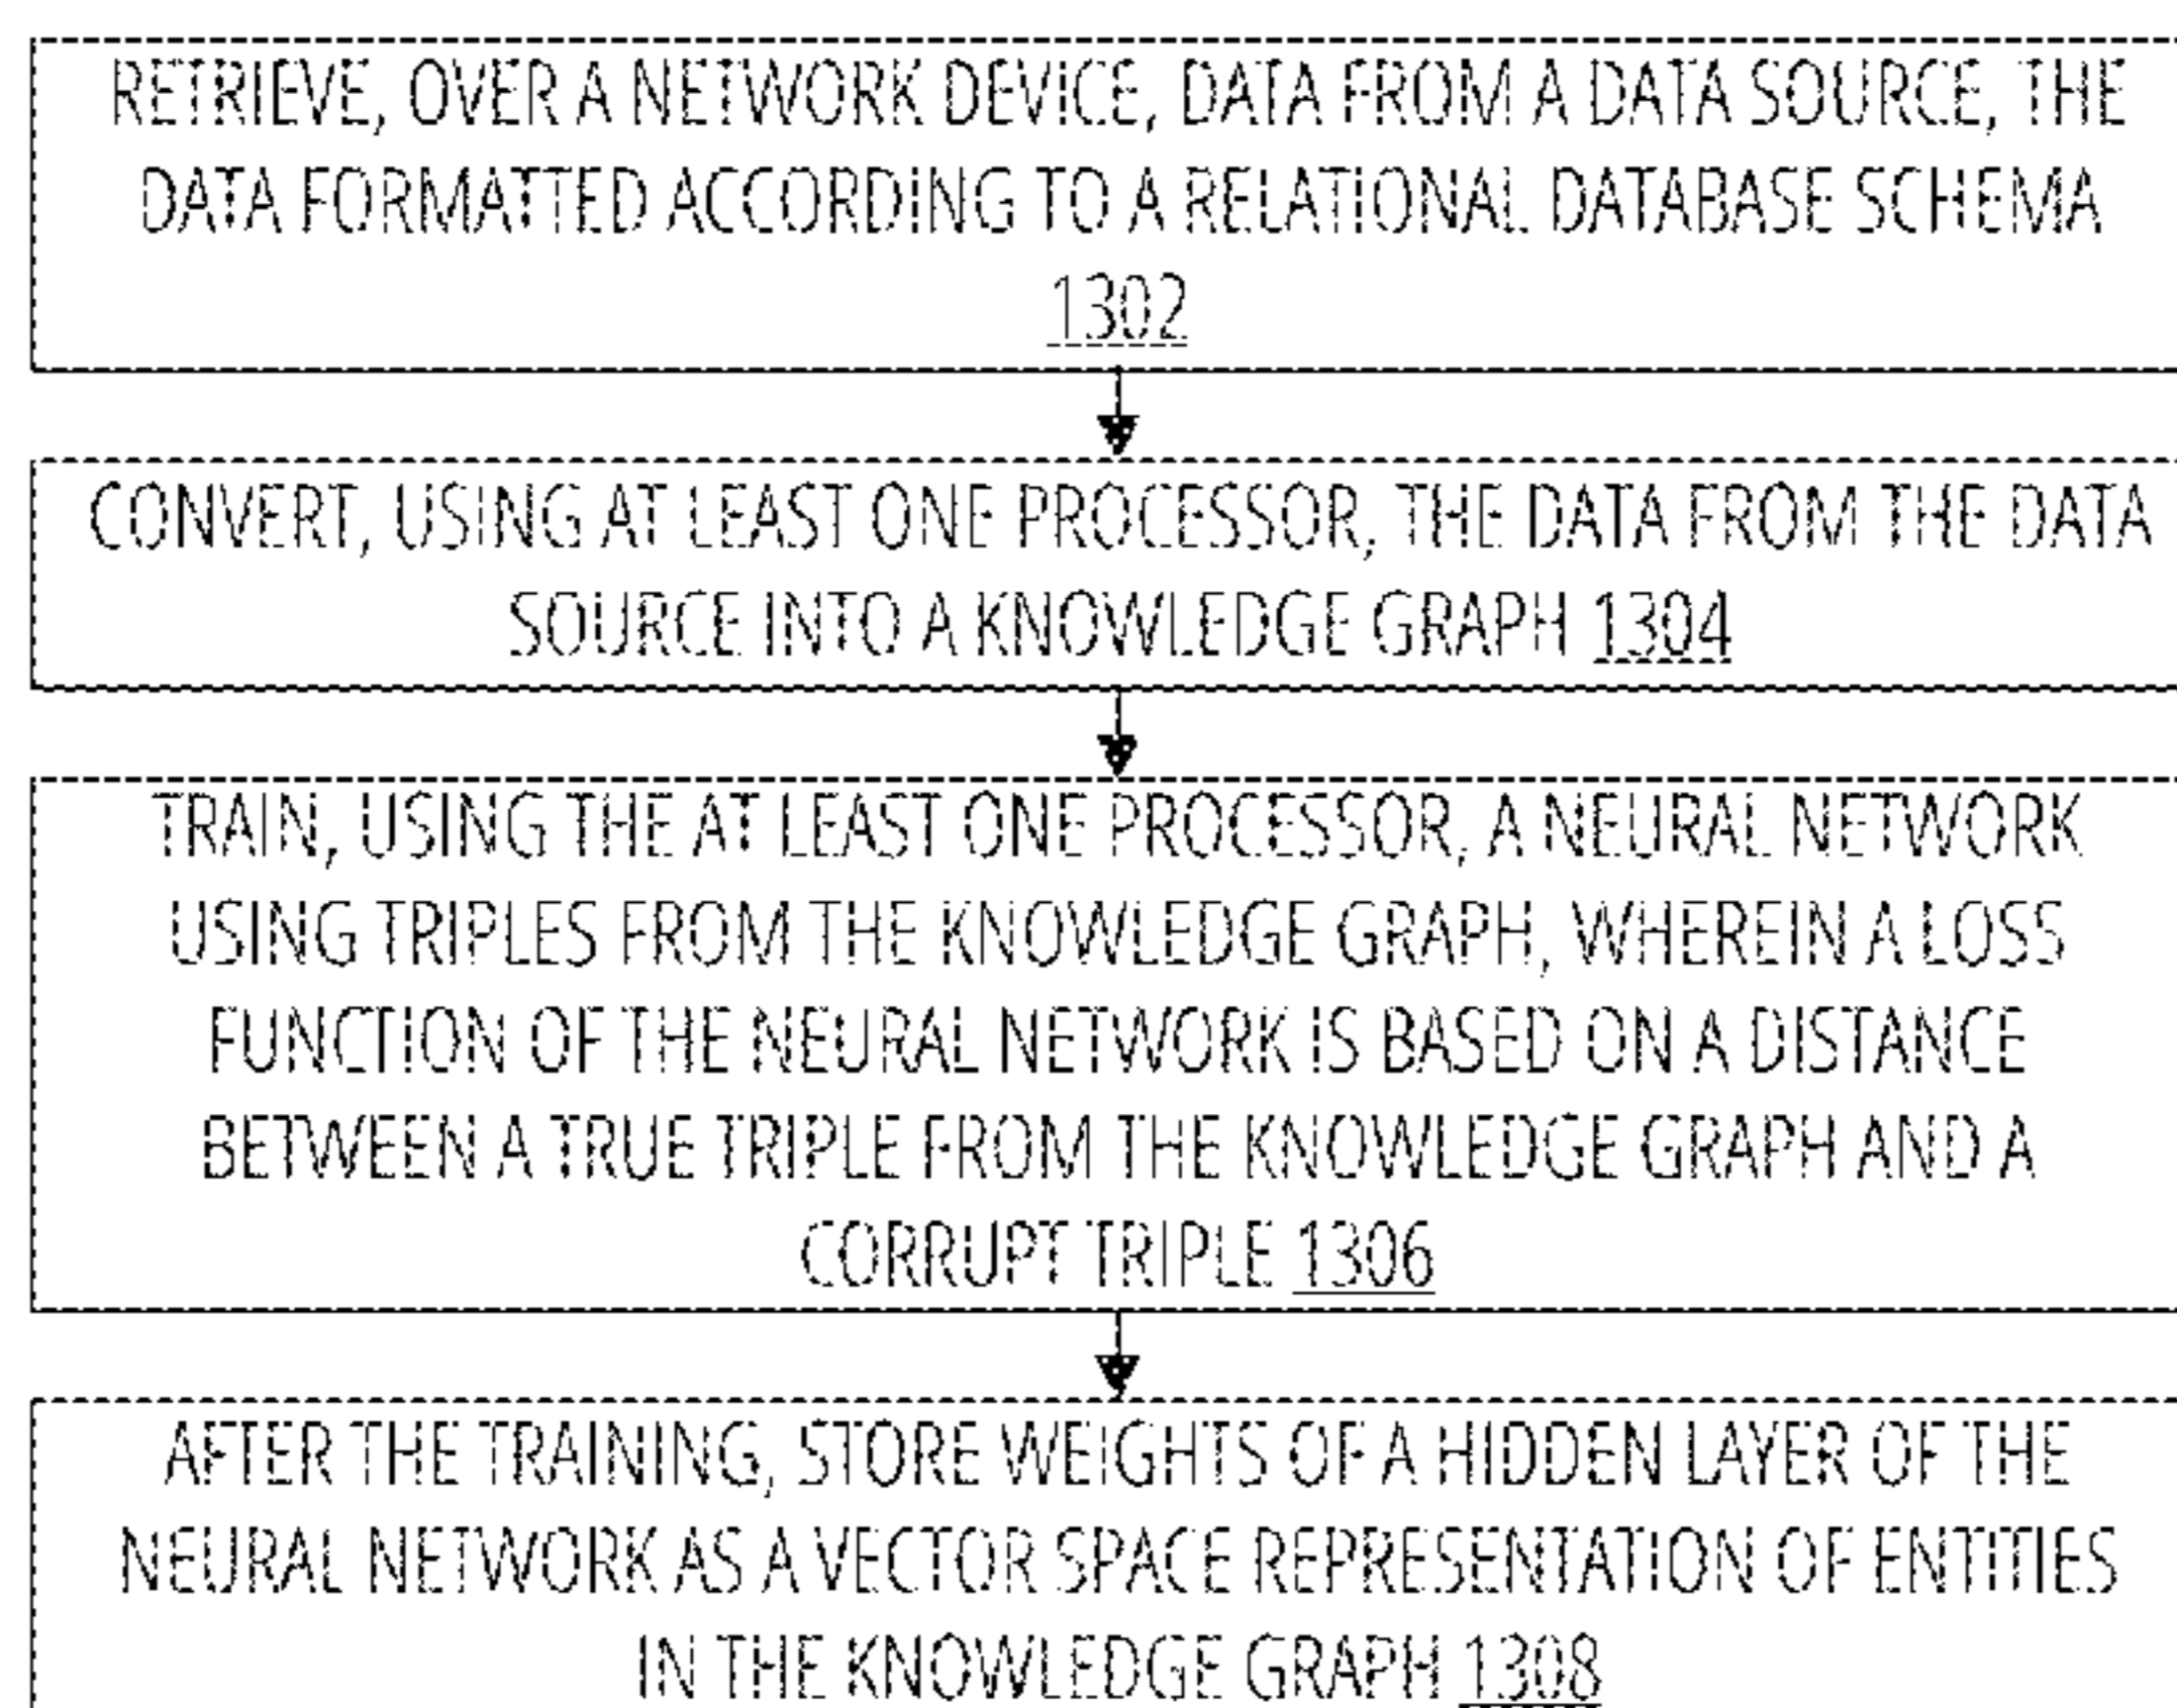 RETRIEVE, OVER A NETWORK DEVICE, DATA FROM A DATA SOURCE, THE
DATA FORMATTED ACCORDING TO A RELATIONAL DATABASE SCHEMA
1302
CONVERT, USING AT LEAST ONE PROCESSOR, THE DATA FROM THE DATA
SOURCE INTO A KNOWLEDGE GRAPH 1304
TRAIN, USING THE AT LEAST ONE PROCESSOR, A NEURAL NETWORK
USING TRIPLES FROM THE KNOWLEDGE GRAPH, WHEREIN A LOSS
FUNCTION OF THE NEURAL NETWORK IS BASED ON A DISTANCE
BETWEEN A TRUE TRIPLE FROM THE KNOWLEDGE GRAPH AND A
CORRUPT TRIPLE 1306
AFTER THE TRAINING, STORE WEIGHTS OF A HIDDEN LAYER OF THE
NEURAL NETWORK AS A VECTOR SPACE REPRESENTATION OF ENTITIES
IN THE KNOWLEDGE GRAPH 1308